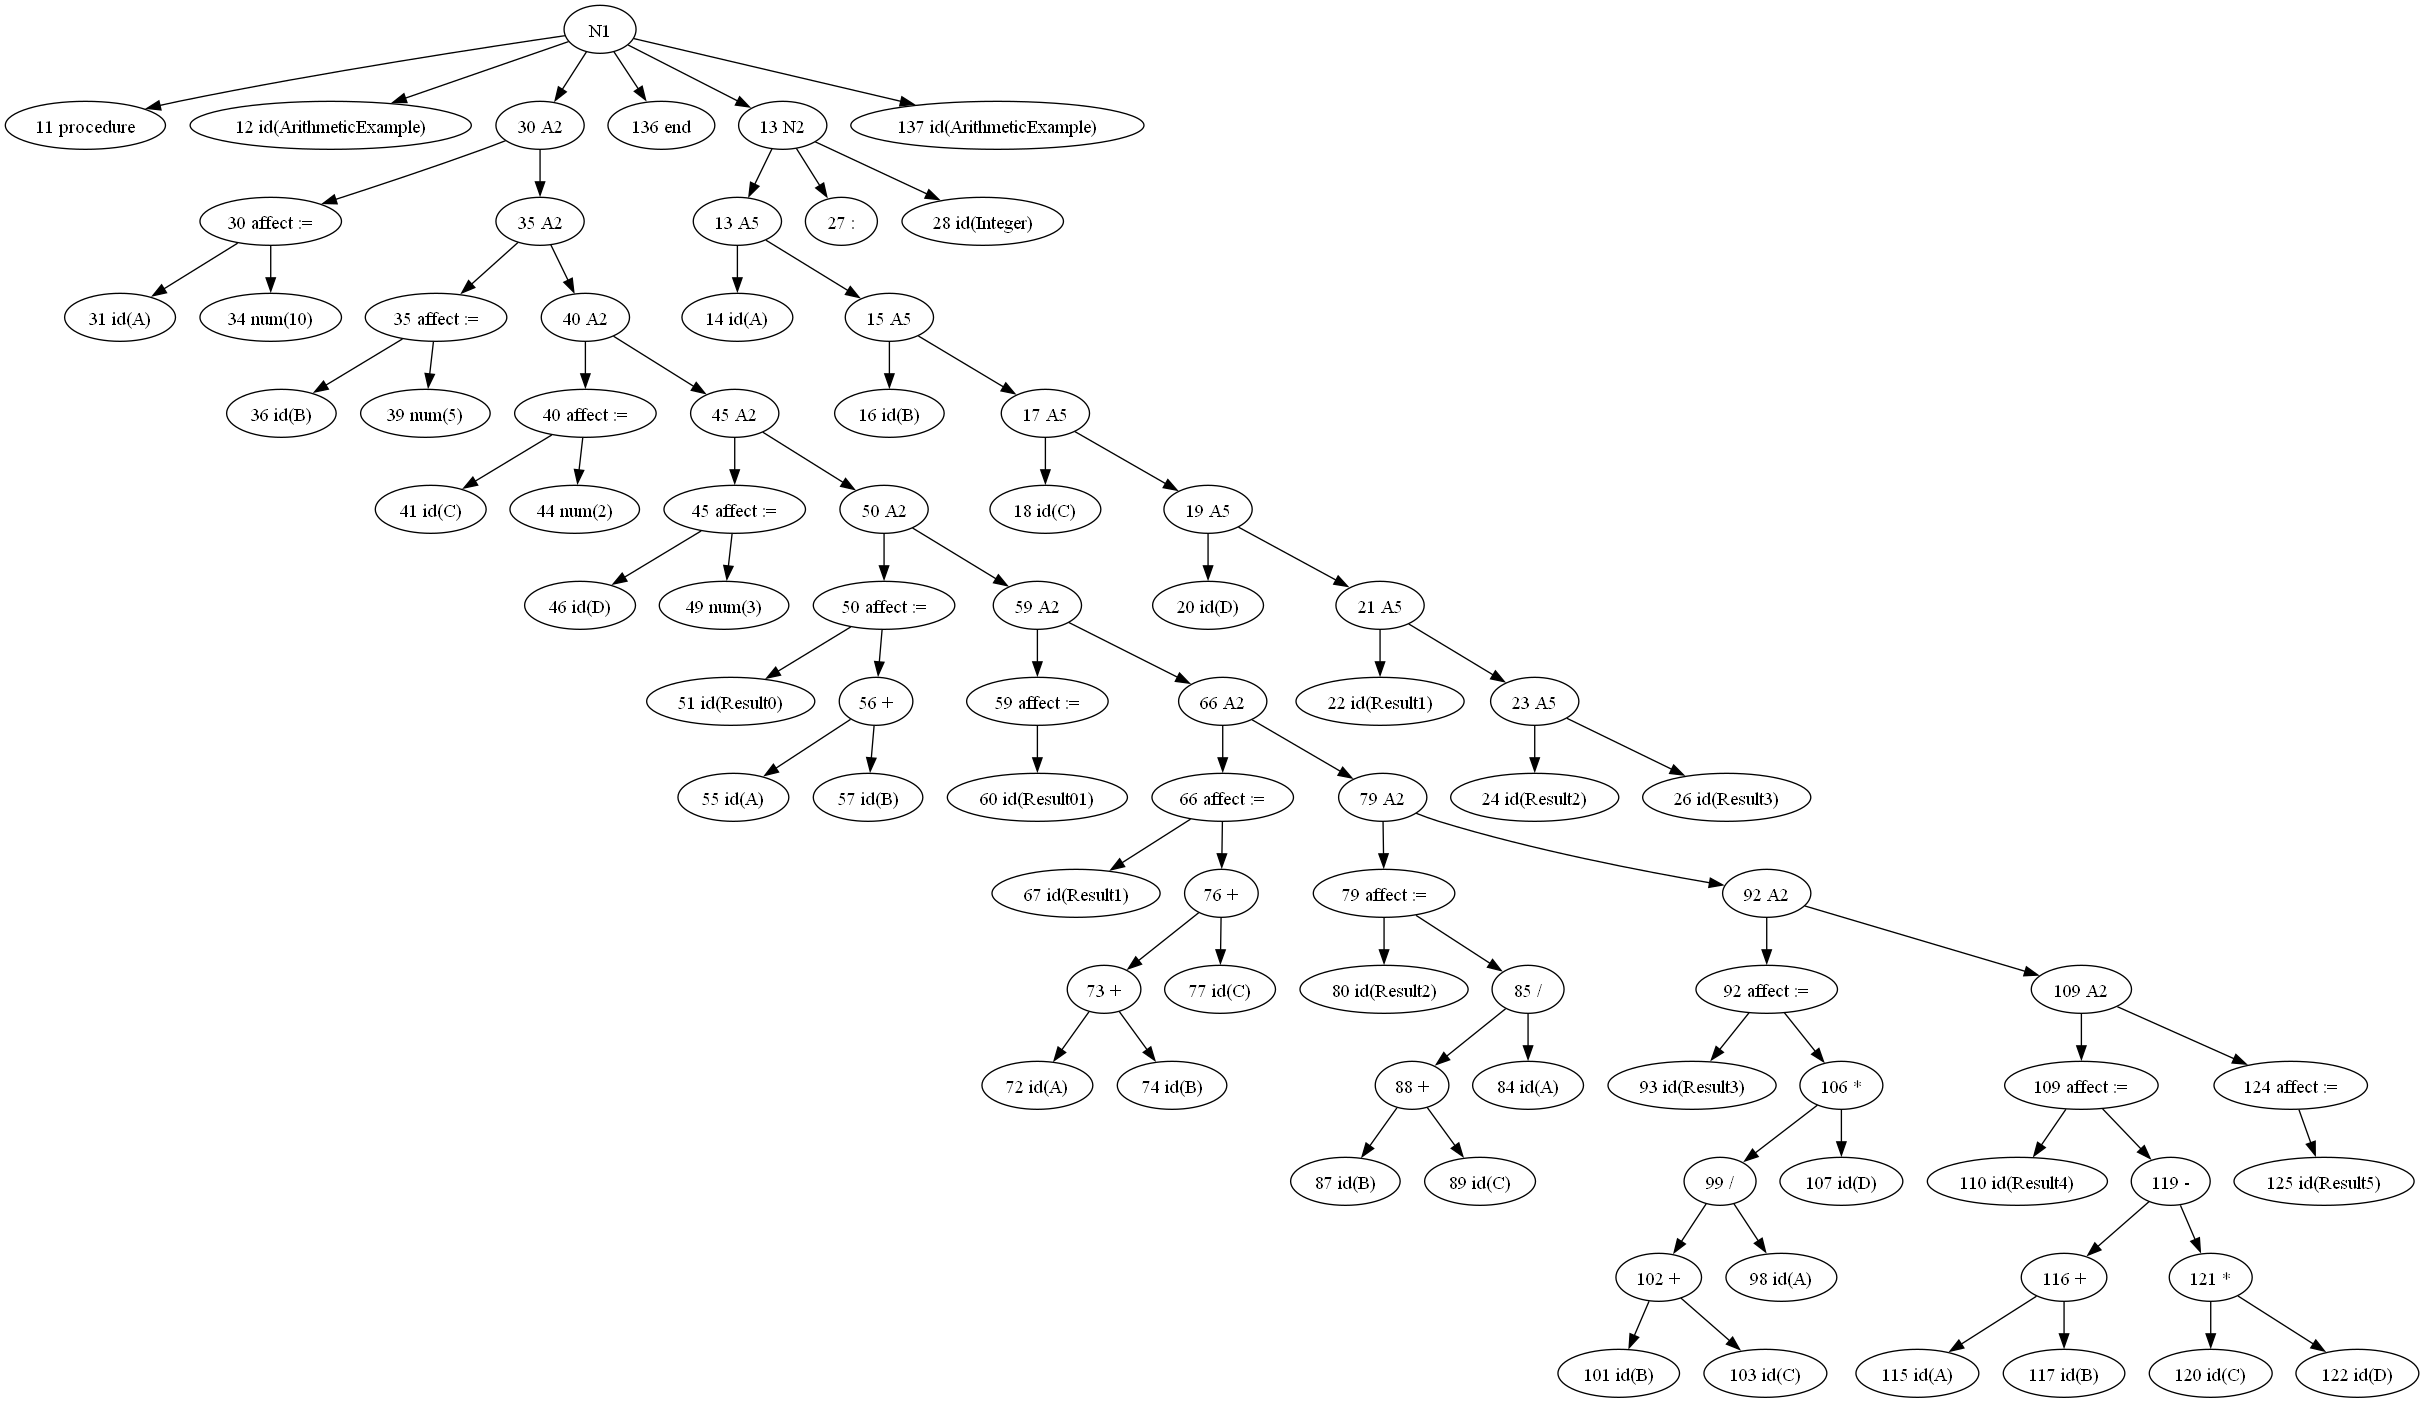 N1
11 procedure
12 id(ArithmeticExample)
30 A2
136 end
13 N2
137 id(ArithmeticExample)
30 affect :=
35 A2
13 A5
27 :
28 id(Integer)
31 id(A)
34 num(10)
35 affect :=
40 A2
14 id(A)
15 A5
36 id(B)
39 num(5)
40 affect :=
45 A2
16 id(B)
17 A5
41 id(C)
44 num(2)
45 affect :=
50 A2
18 id(C)
19 A5
46 id(D)
49 num(3)
50 affect :=
59 A2
20 id(D)
21 A5
51 id(Result0)
56 +
59 affect :=
66 A2
22 id(Result1)
23 A5
55 id(A)
57 id(B)
60 id(Result01)
66 affect :=
79 A2
24 id(Result2)
26 id(Result3)
67 id(Result1)
76 +
79 affect :=
92 A2
73 +
77 id(C)
80 id(Result2)
85 /
92 affect :=
109 A2
72 id(A)
74 id(B)
88 +
84 id(A)
93 id(Result3)
106 *
109 affect :=
124 affect :=
87 id(B)
89 id(C)
99 /
107 id(D)
110 id(Result4)
119 -
125 id(Result5)
102 +
98 id(A)
116 +
121 *
101 id(B)
103 id(C)
115 id(A)
117 id(B)
120 id(C)
122 id(D)